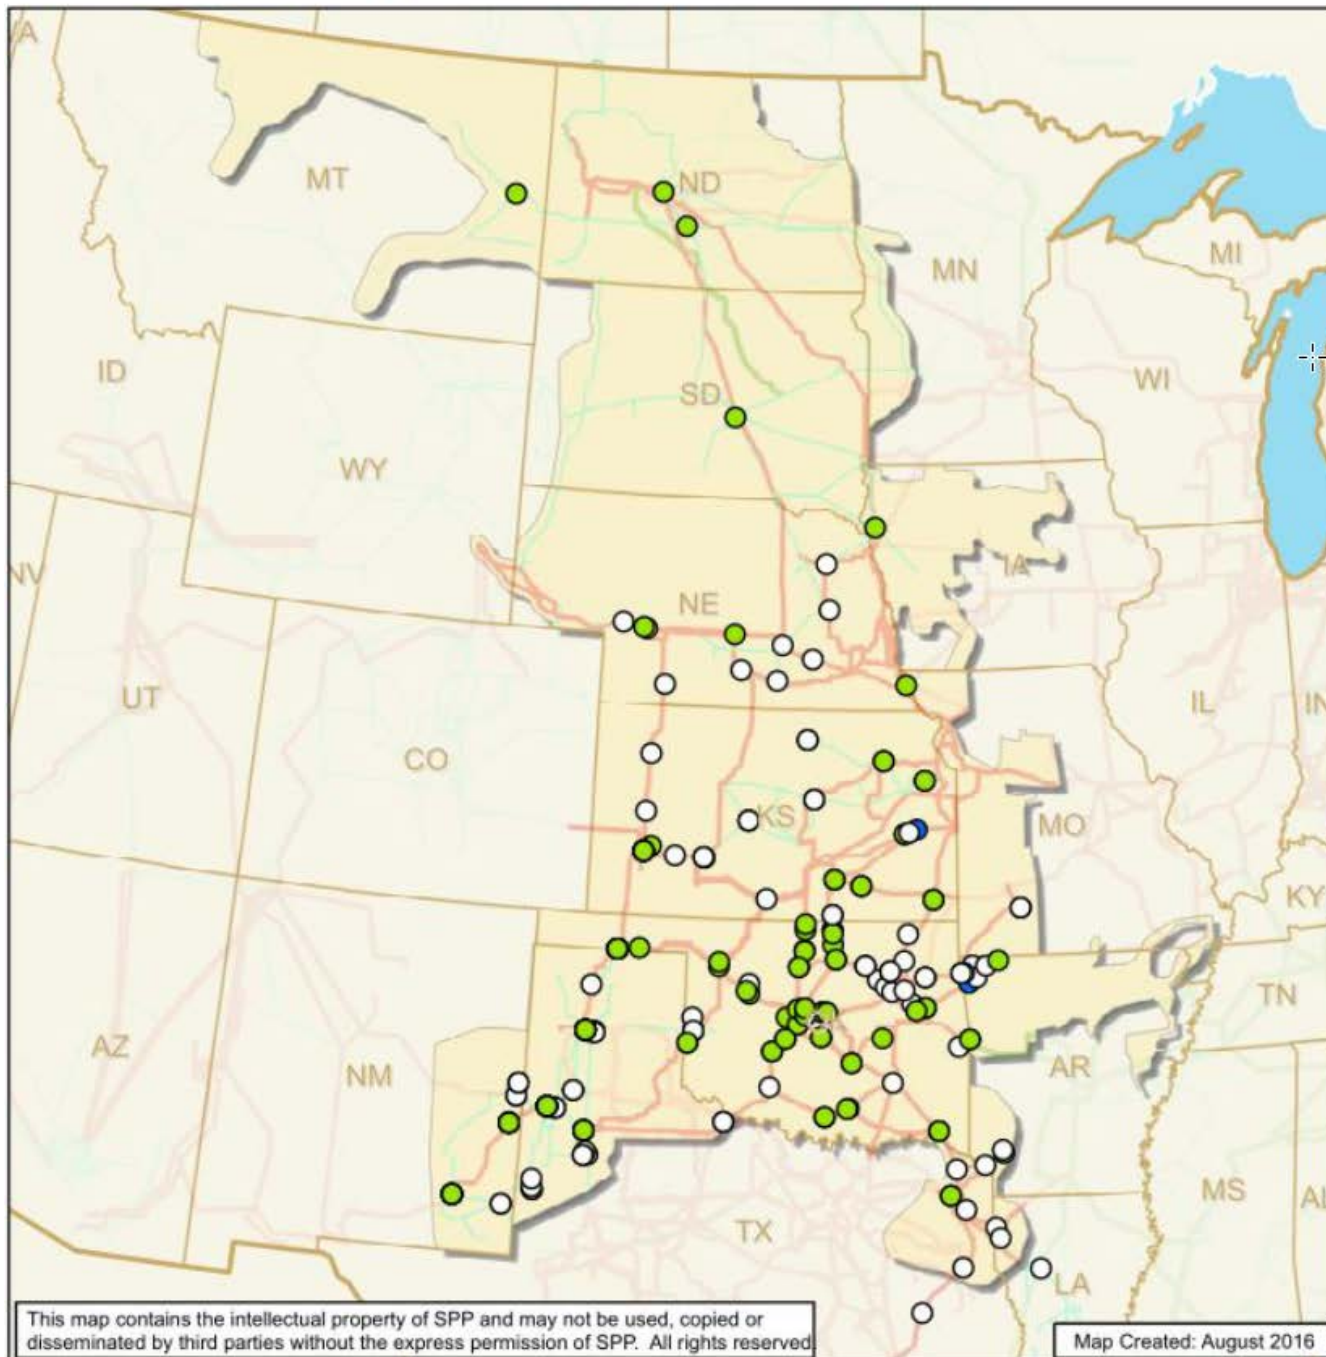 MT
ND
MN
MI
ID
SD
WI
WY
IA
NV
NE
UT
IL
IN
CO
KS
MO
KY
AZ
NM
TN
AR
MS
AL
TX
LA
This map contains the intellectual property of SPP and may not be used, copied or
disseminated by third parties without the express permission of SPP. All rights reserved
Map Created: August 2016